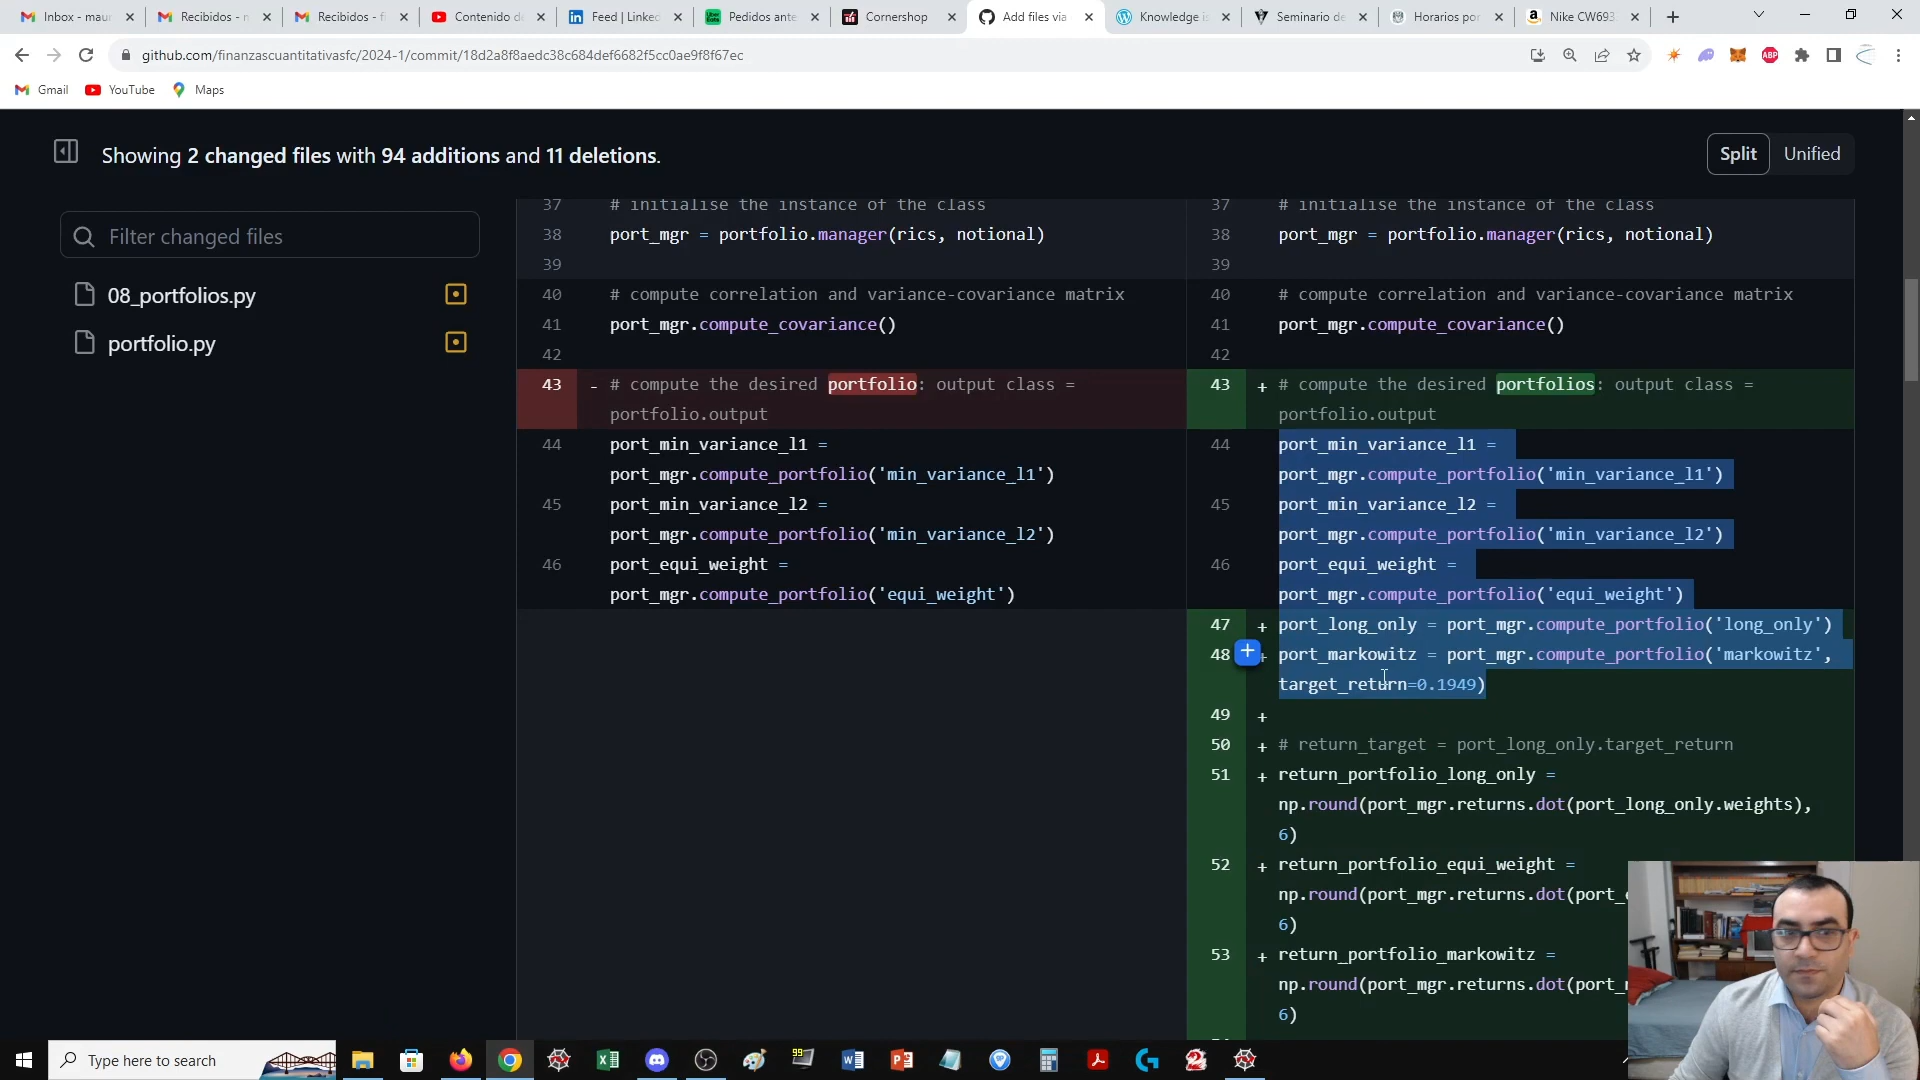 Inbox - maur
Recibidos - r
Recibidos - f
Contenido de
Feed | Linked
Pedidos ante
Cornershop
Add files via
Knowledge is
Seminario de
Horarios por
Nike CW693
github.com/finanzascuantitativasfc/2024-1/commit/18d2a8f8aedc38c684def6682f5cc0ae9f8f67ec
ABP
Gmail
YouTube
Maps
Showing 2 changed files with 94 additions and 11 deletions.
Split
Unified
Filter changed files
08_portfolios.py
portfolio.py
37 # initialise the instance of the class
38 port_mgr = portfolio.manager(rics, notional)
39
40 # compute correlation and variance-covariance matrix
41 port_mgr.compute_covariance()
42
43 - # compute the desired portfolio: output class =
portfolio.output
44 port_min_variance_l1 =
port_mgr.compute_portfolio('min_variance_l1')
45 port_min_variance_l2 =
port_mgr.compute_portfolio('min_variance_l2')
46 port_equi_weight =
port_mgr.compute_portfolio('equi_weight')
37 # initialise the instance of the class
38 port_mgr = portfolio.manager(rics, notional)
39
40 # compute correlation and variance-covariance matrix
41 port_mgr.compute_covariance()
42
43 + # compute the desired portfolios: output class =
portfolio.output
44 port_min_variance_l1 =
port_mgr.compute_portfolio('min_variance_l1')
45 port_min_variance_l2 =
port_mgr.compute_portfolio('min_variance_l2')
46 port_equi_weight =
port_mgr.compute_portfolio('equi_weight')
47 + port_long_only = port_mgr.compute_portfolio('long_only')
48 + port_markowitz = port_mgr.compute_portfolio('markowitz',
target_return=0.1949)
49 +
50 + # return_target = port_long_only.target_return
51 + return_portfolio_long_only =
np.round(port_mgr.returns.dot(port_long_only.weights),
6)
52 + return_portfolio_equi_weight =
np.round(port_mgr.returns.dot(port_
6)
53 + return_portfolio_markowitz =
np.round(port_mgr.returns.dot(port_
6)
Type here to search
99